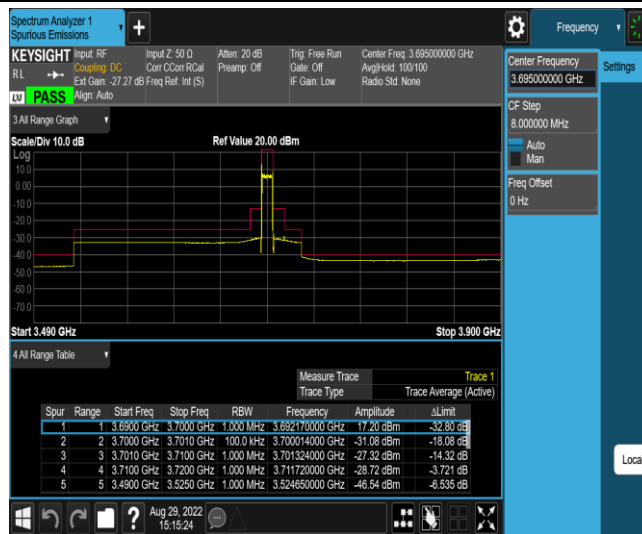 Spectrum Analyzer 1
Spurious Emissions
+
Frequency
KEYSIGHT Input: RF Input Z: 50 Ω Atten: 20 dB Trig: Free Run Center Freq: 3.695000000 GHz
RL Coupling: DC Corr CCorr RCal Preamp: Off Gate: Off Avg|Hold: 100/100
Ext Gain: -27.27 dB Freq Ref: Int (S) IF Gain: Low Radio Std: None
LXI PASS Align: Auto
Center Frequency
3.695000000 GHz
Settings
CF Step
8.000000 MHz
Auto
Man
Freq Offset
0 Hz
3 All Range Graph
Scale/Div 10.0 dB Ref Value 20.00 dBm
Log
10.0
0.00
-10.0
-20.0
-30.0
-40.0
-50.0
-60.0
-70.0
Start 3.490 GHz Stop 3.900 GHz
4 All Range Table
Measure Trace Trace 1
Trace Type Trace Average (Active)
Spur Range Start Freq Stop Freq RBW Frequency Amplitude ΔLimit
1 1 3.6900 GHz 3.7000 GHz 1.000 MHz 3.692170000 GHz 17.20 dBm -32.80 dB
2 2 3.7000 GHz 3.7010 GHz 100.0 kHz 3.700014000 GHz -31.08 dBm -18.08 dB
3 3 3.7010 GHz 3.7100 GHz 1.000 MHz 3.701324000 GHz -27.32 dBm -14.32 dB
4 4 3.7100 GHz 3.7200 GHz 1.000 MHz 3.711720000 GHz -28.72 dBm -3.721 dB
5 5 3.4900 GHz 3.5250 GHz 1.000 MHz 3.524650000 GHz -46.54 dBm -6.535 dB
Local
? Aug 29, 2022
15:15:24